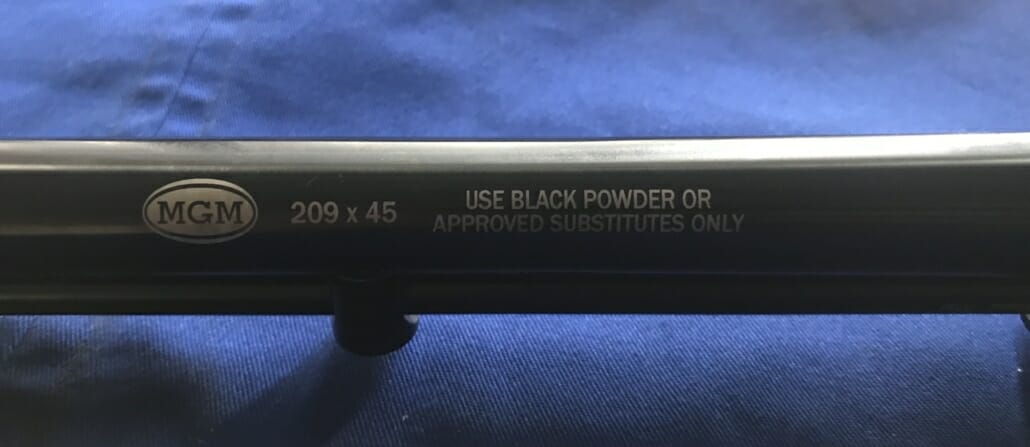 MGM
209 x 45
USE BLACK POWDER OR
APPROVED SUBSTITUTES ONLY